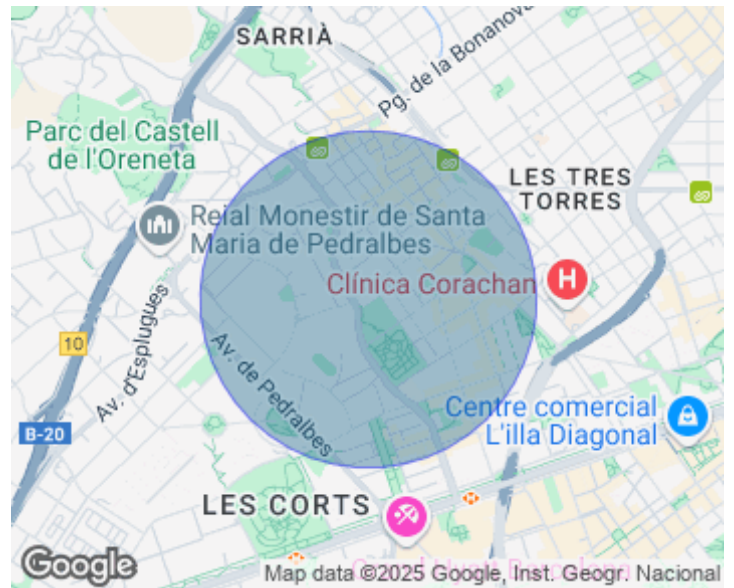 SARRIÀ
Pg. de la Bonanova
Parc del Castell
de l'Oreneta
LES TRES
TORRES
Reial Monestir de Santa
Maria de Pedralbes
Clínica Corachan
H
10
Av. d'Esplugues
Av. de Pedralbes
Centre comercial
L'illa Diagonal
B-20
LES CORTS
Google
Map data ©2025 Google, Inst. Geogr. Nacional